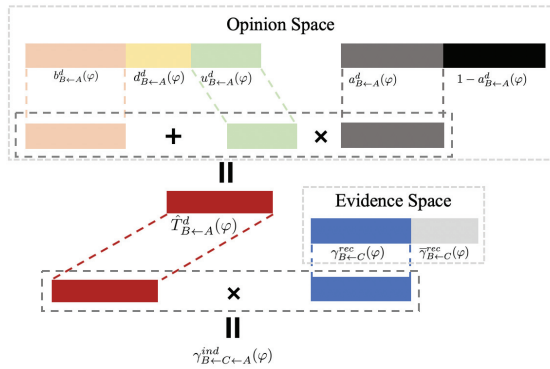 Opinion Space
b^d_{B←A}(φ) d^d_{B←A}(φ) u^d_{B←A}(φ) a^d_{B←A}(φ) 1 − a^d_{B←A}(φ)
+ ×
=
T̂^d_{B←A}(φ)
Evidence Space
γ^{rec}_{B←C}(φ) γ̄^{rec}_{B←C}(φ)
×
=
γ^{ind}_{B←C←A}(φ)